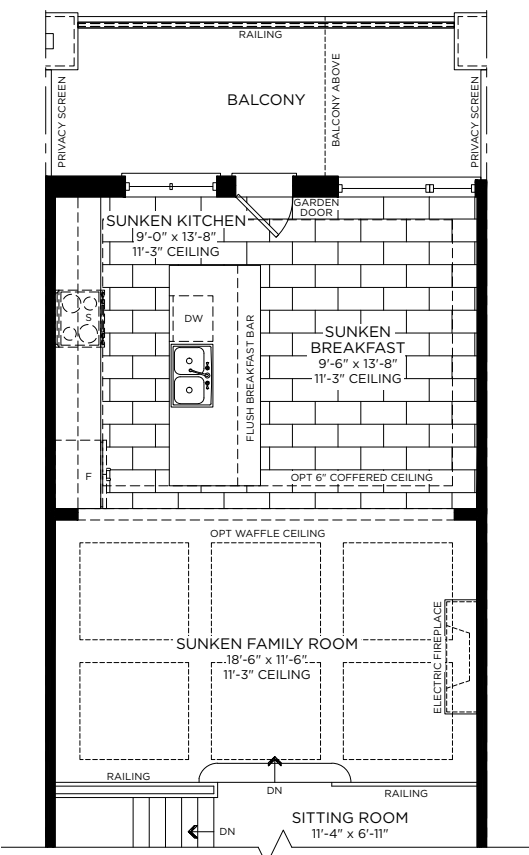 RAILING
BALCONY
BALCONY ABOVE
PRIVACY SCREEN
PRIVACY SCREEN
GARDEN
DOOR
SUNKEN KITCHEN
9'-0" x 13'-8"
11'-3" CEILING
S
DW
FLUSH BREAKFAST BAR
SUNKEN
BREAKFAST
9'-6" x 13'-8"
11'-3" CEILING
F
OPT 6" COFFERED CEILING
OPT WAFFLE CEILING
ELECTRIC FIREPLACE
SUNKEN FAMILY ROOM
18'-6" x 11'-6"
11'-3" CEILING
RAILING
DN
RAILING
DN
SITTING ROOM
11'-4" x 6'-11"